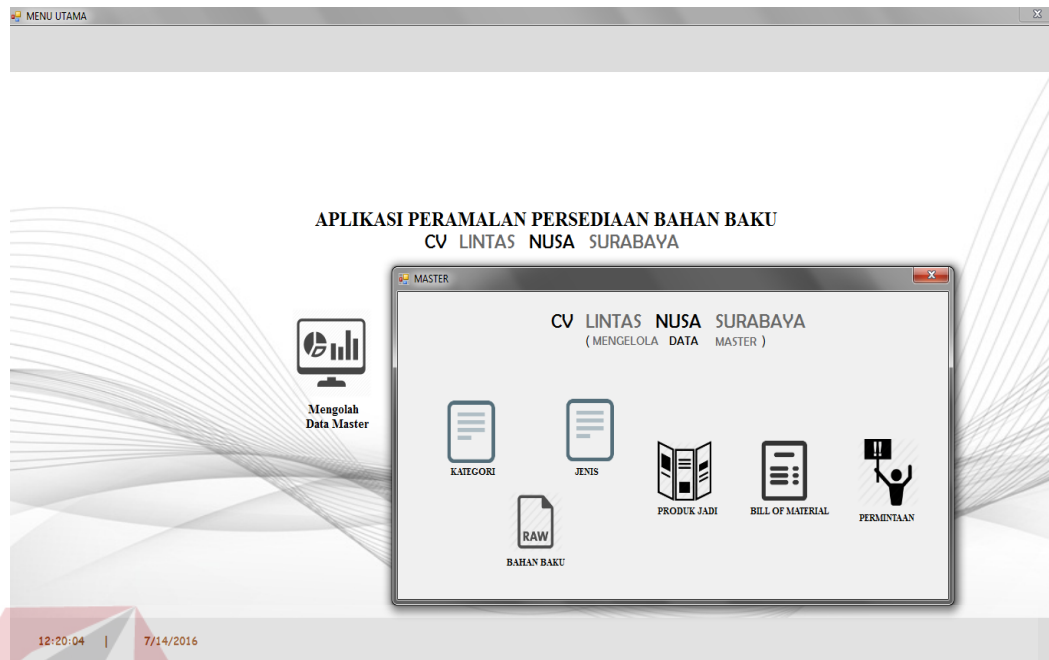 MENU UTAMA
APLIKASI PERAMALAN PERSEDIAAN BAHAN BAKU
CV LINTAS NUSA SURABAYA
MASTER
CV LINTAS NUSA SURABAYA
( MENGELOLA DATA MASTER )
Mengolah
Data Master
KATEGORI
JENIS
PRODUK JADI
BILL OF MATERIAL
!!
PERMINTAAN
RAW
BAHAN BAKU
12:20:04 | 7/14/2016